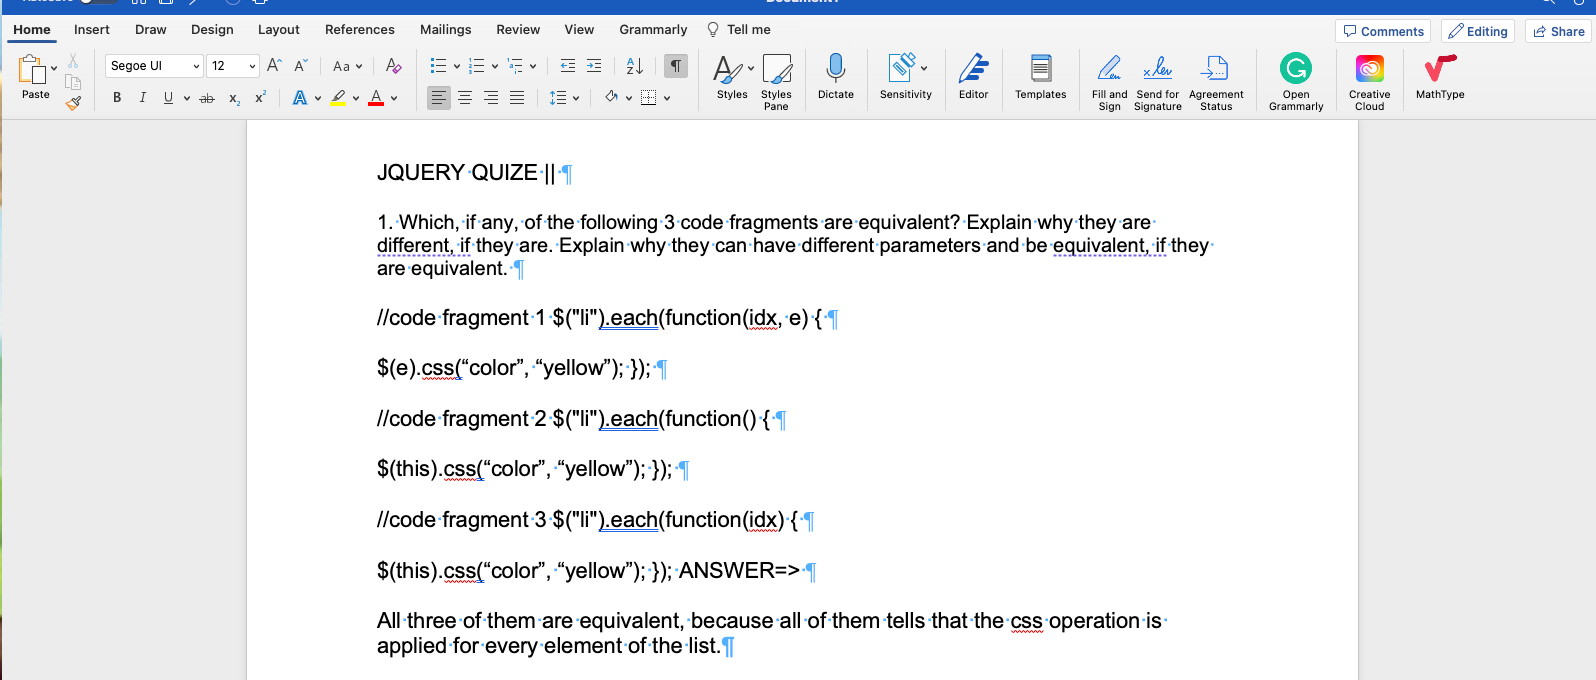 Home Insert Draw Design Layout References Mailings Review View Grammarly Tell me Comments Editing Share
Segoe UI 12 Aa
Paste B I U ab x x A A Styles Styles Pane Dictate Sensitivity Editor Templates Fill and Sign Send for Signature Agreement Status Open Grammarly Creative Cloud MathType
JQUERY QUIZE || ¶
1. Which, if any, of the following 3 code fragments are equivalent? Explain why they are
different, if they are. Explain why they can have different parameters and be equivalent, if they
are equivalent. ¶
//code fragment 1 $("li").each(function(idx, e) { ¶
$(e).css(“color”, “yellow”); }); ¶
//code fragment 2 $("li").each(function() { ¶
$(this).css(“color”, “yellow”); }); ¶
//code fragment 3 $("li").each(function(idx) { ¶
$(this).css(“color”, “yellow”); }); ANSWER=> ¶
All three of them are equivalent, because all of them tells that the css operation is
applied for every element of the list.¶